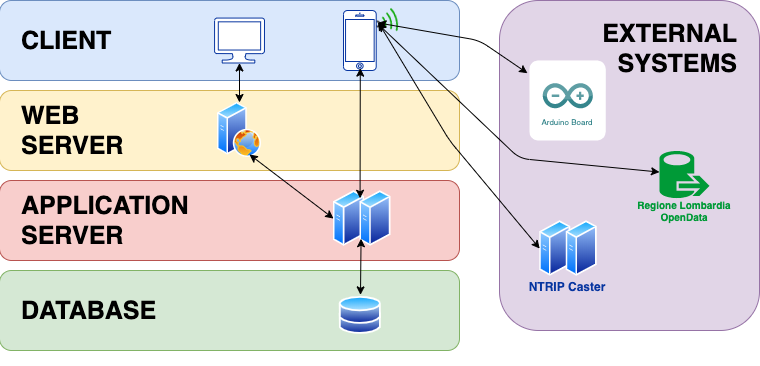 CLIENT
WEB
SERVER
APPLICATION
SERVER
DATABASE
EXTERNAL
SYSTEMS
Arduino Board
Regione Lombardia
OpenData
NTRIP Caster